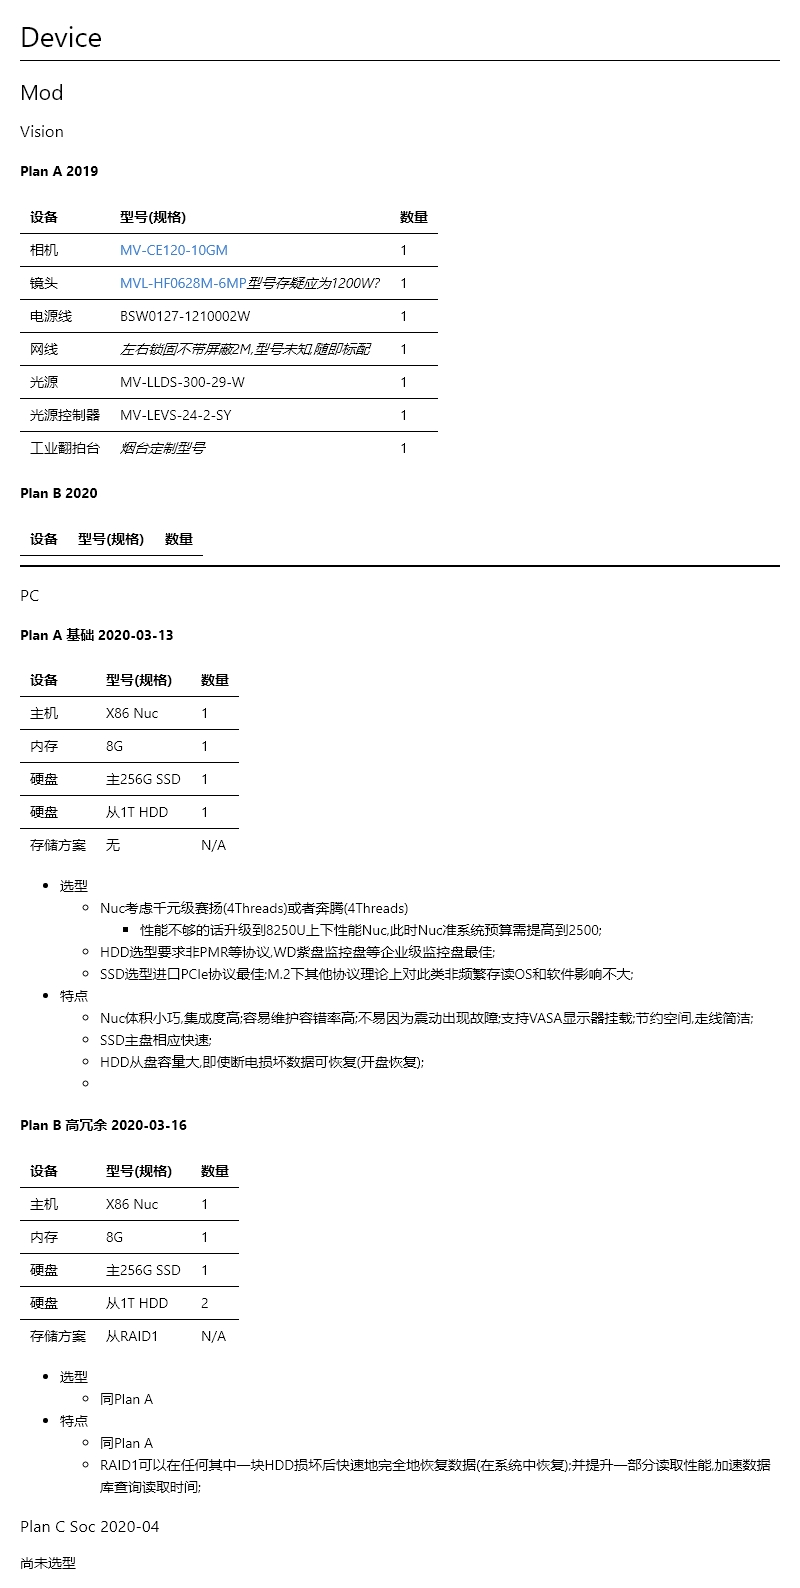 Device
Mod
Vision
Plan A 2019
设备 型号(规格) 数量
相机 MV-CE120-10GM 1
镜头 MVL-HF0628M-6MP型号存疑应为1200W? 1
电源线 BSW0127-1210002W 1
网线 左右锁固不带屏蔽2M,型号未知,随即标配 1
光源 MV-LLDS-300-29-W 1
光源控制器 MV-LEVS-24-2-SY 1
工业翻拍台 烟台定制型号 1
Plan B 2020
设备 型号(规格) 数量
PC
Plan A 基础 2020-03-13
设备 型号(规格) 数量
主机 X86 Nuc 1
内存 8G 1
硬盘 主256G SSD 1
硬盘 从1T HDD 1
存储方案 无 N/A
选型
Nuc考虑千元级赛扬(4Threads)或者奔腾(4Threads)
性能不够的话升级到8250U上下性能Nuc,此时Nuc准系统预算需提高到2500;
HDD选型要求非PMR等协议,WD紫盘监控盘等企业级监控盘最佳;
SSD选型进口PCIe协议最佳;M.2下其他协议理论上对此类非频繁存读OS和软件影响不大;
特点
Nuc体积小巧,集成度高;容易维护容错率高;不易因为震动出现故障;支持VASA显示器挂载;节约空间,走线简洁;
SSD主盘相应快速;
HDD从盘容量大,即使断电损坏数据可恢复(开盘恢复);
Plan B 高冗余 2020-03-16
设备 型号(规格) 数量
主机 X86 Nuc 1
内存 8G 1
硬盘 主256G SSD 1
硬盘 从1T HDD 2
存储方案 从RAID1 N/A
选型
同Plan A
特点
同Plan A
RAID1可以在任何其中一块HDD损坏后快速地完全地恢复数据(在系统中恢复);并提升一部分读取性能,加速数据
库查询读取时间;
Plan C Soc 2020-04
尚未选型